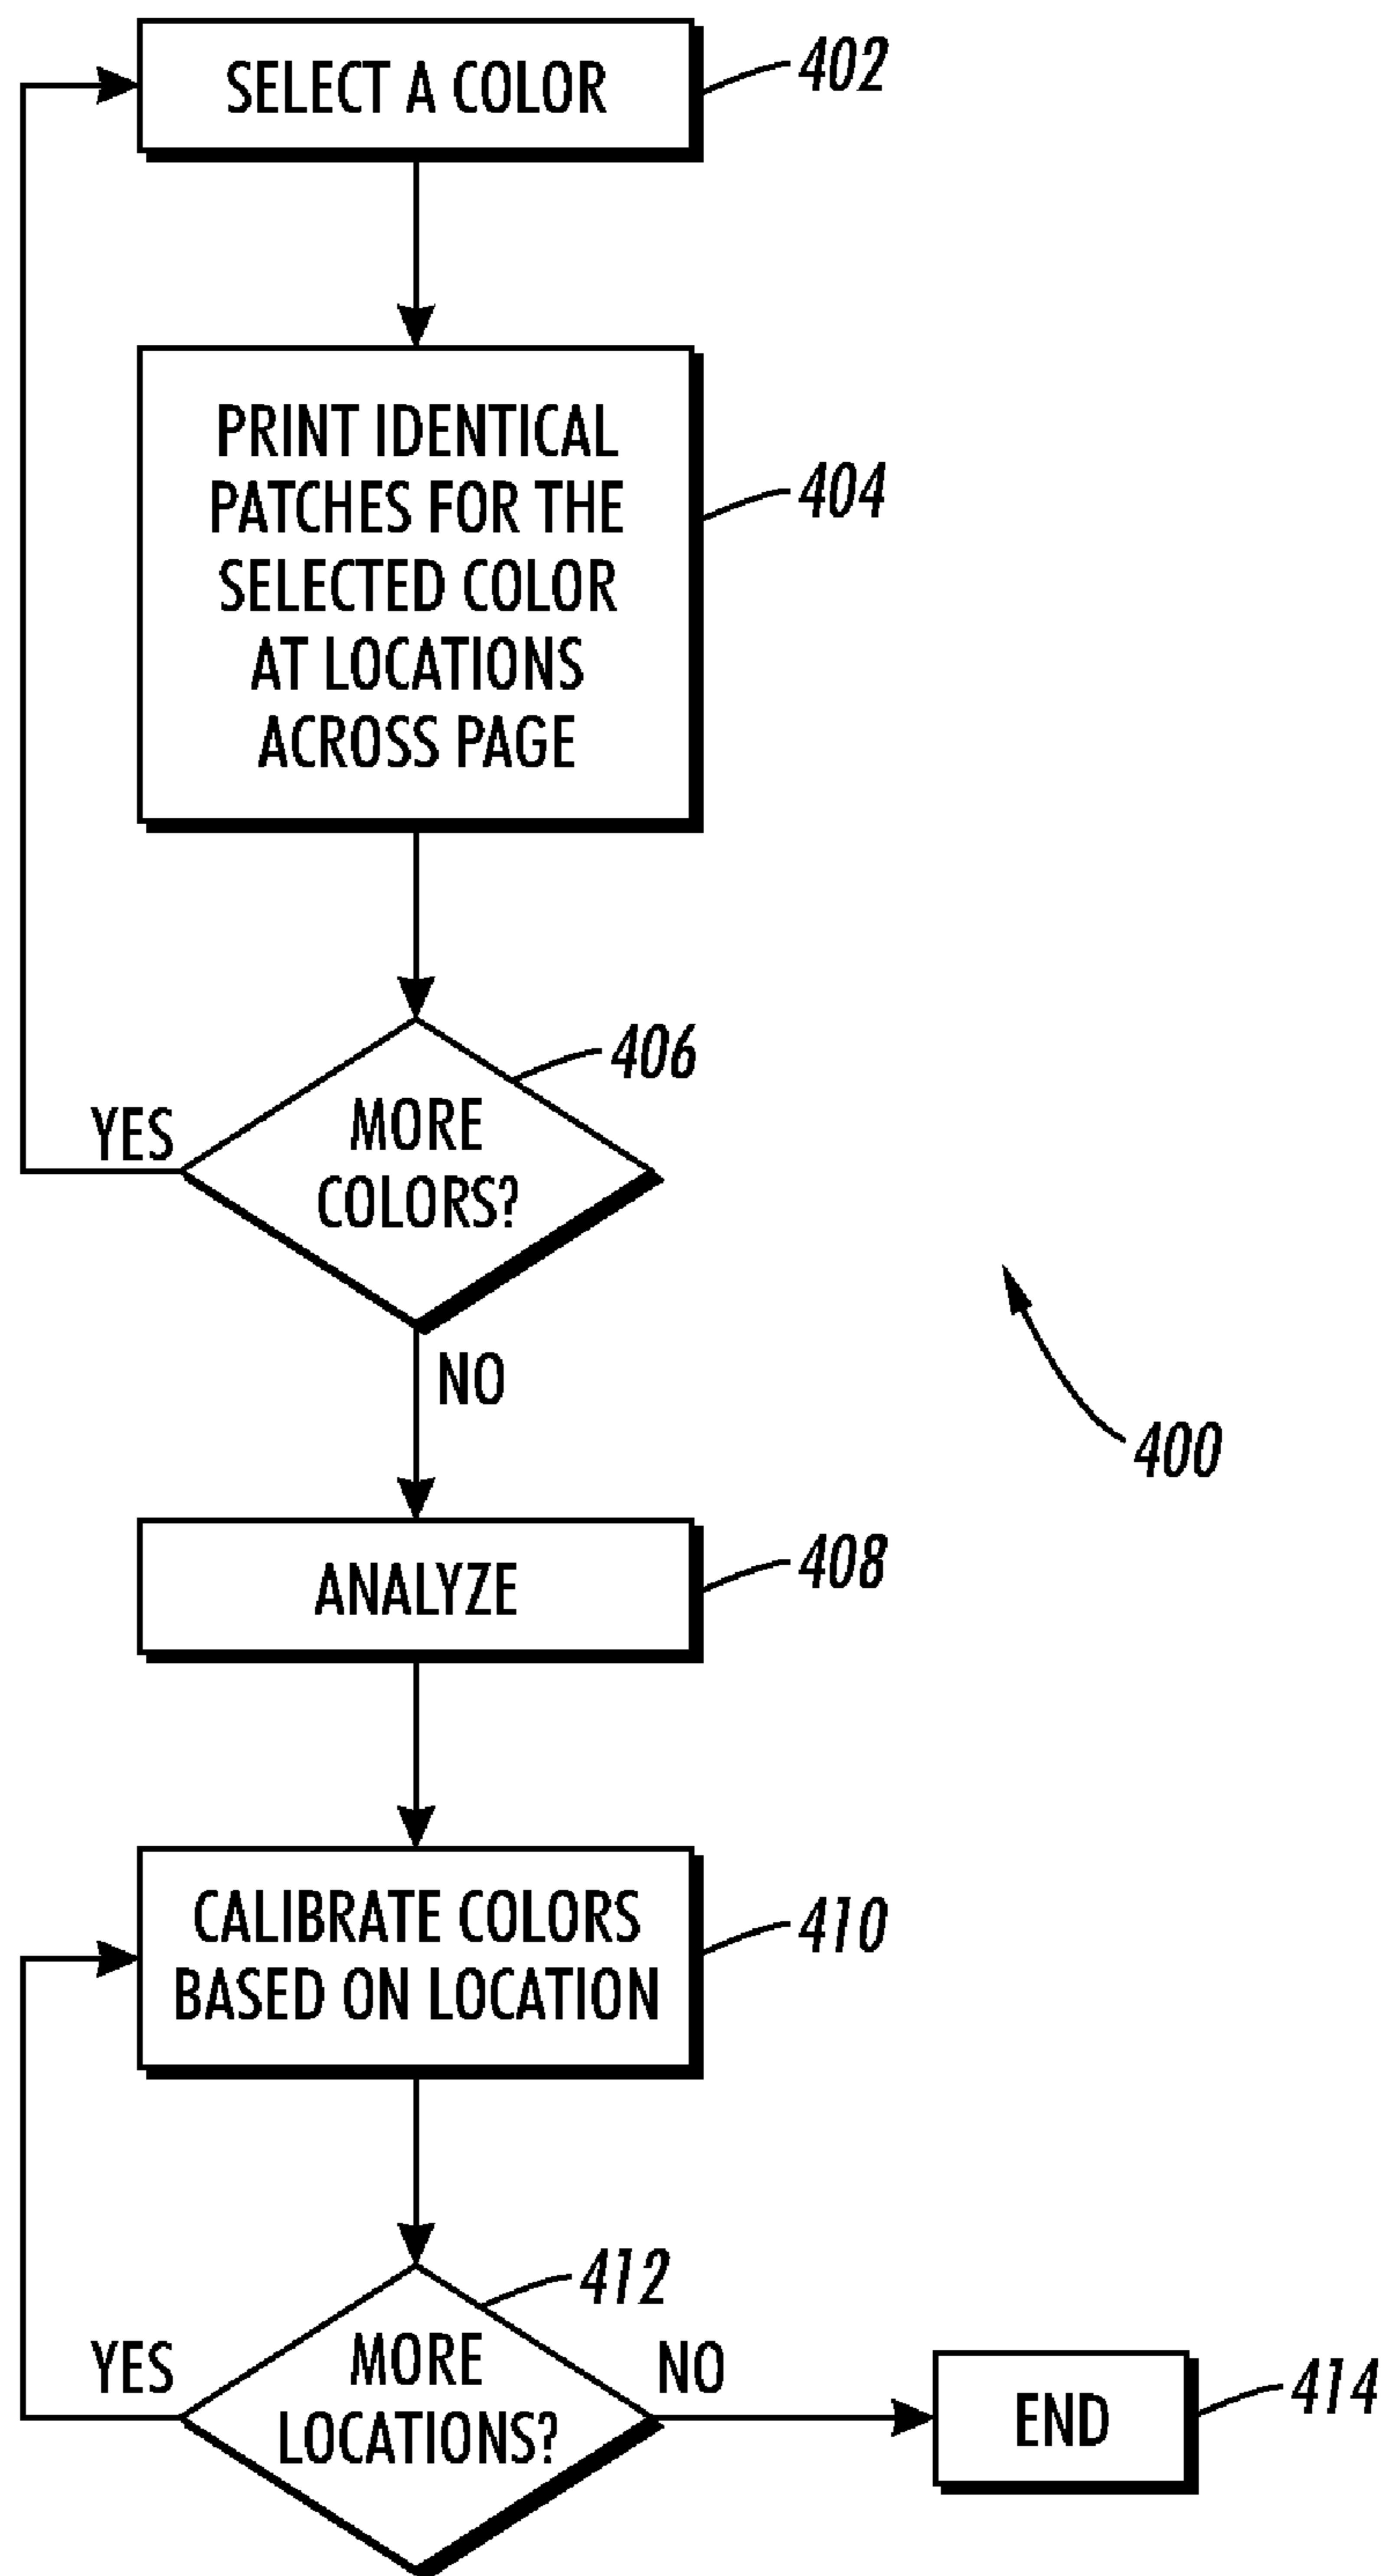 SELECT A COLOR
402
PRINT IDENTICAL
PATCHES FOR THE
SELECTED COLOR
AT LOCATIONS
ACROSS PAGE
404
406
MORE
COLORS?
YES
NO
400
ANALYZE
408
CALIBRATE COLORS
BASED ON LOCATION
410
412
MORE
LOCATIONS?
YES
NO
END
414